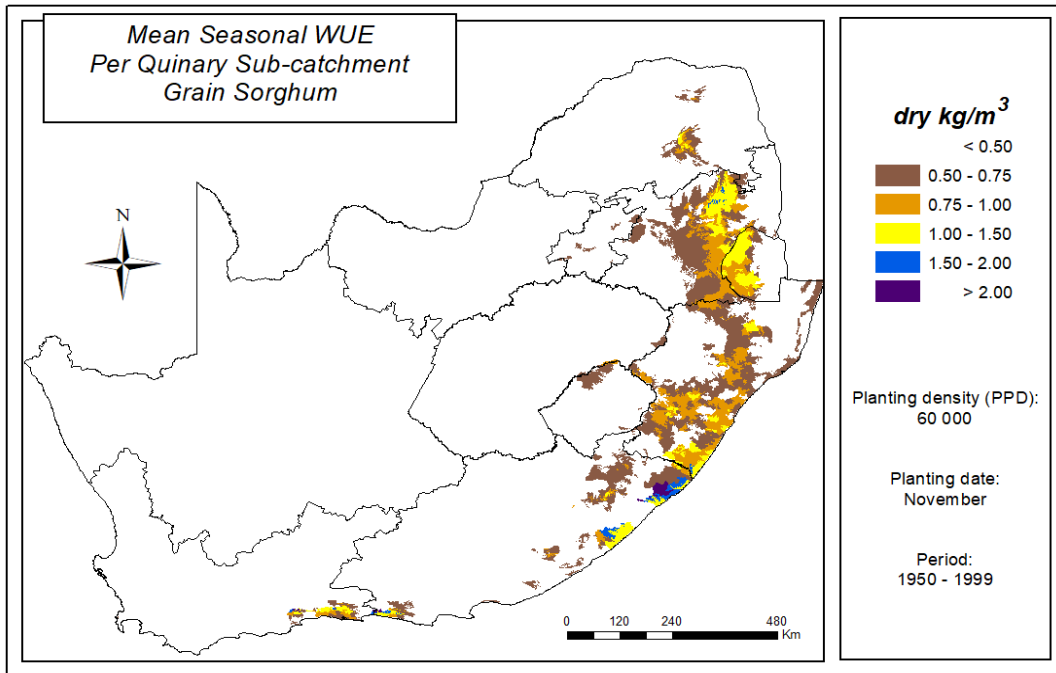 Mean Seasonal WUE
Per Quinary Sub-catchment
Grain Sorghum
N
dry kg/m³
< 0.50
0.50 - 0.75
0.75 - 1.00
1.00 - 1.50
1.50 - 2.00
> 2.00
Planting density (PPD):
60 000
Planting date:
November
Period:
1950 - 1999
0 120 240 480
Km